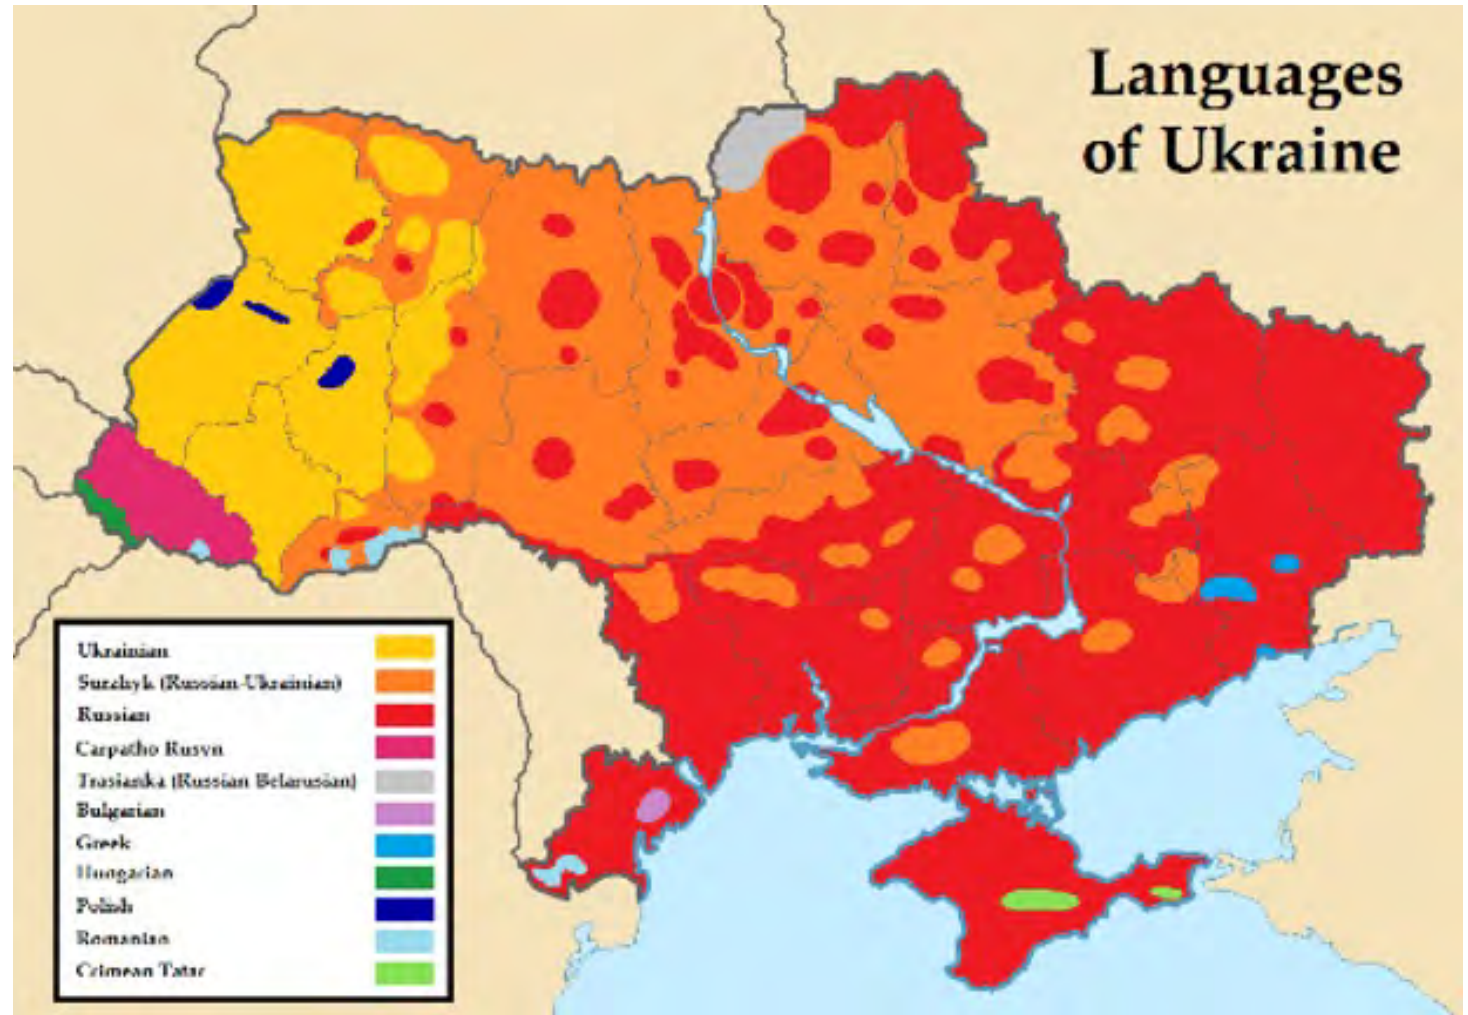 Languages
of Ukraine
Ukrainian
Surzhyk (Russian-Ukrainian)
Russian
Carpatho Rusyn
Trasianka (Russian Belarusian)
Bulgarian
Greek
Hungarian
Polish
Romanian
Crimean Tatar